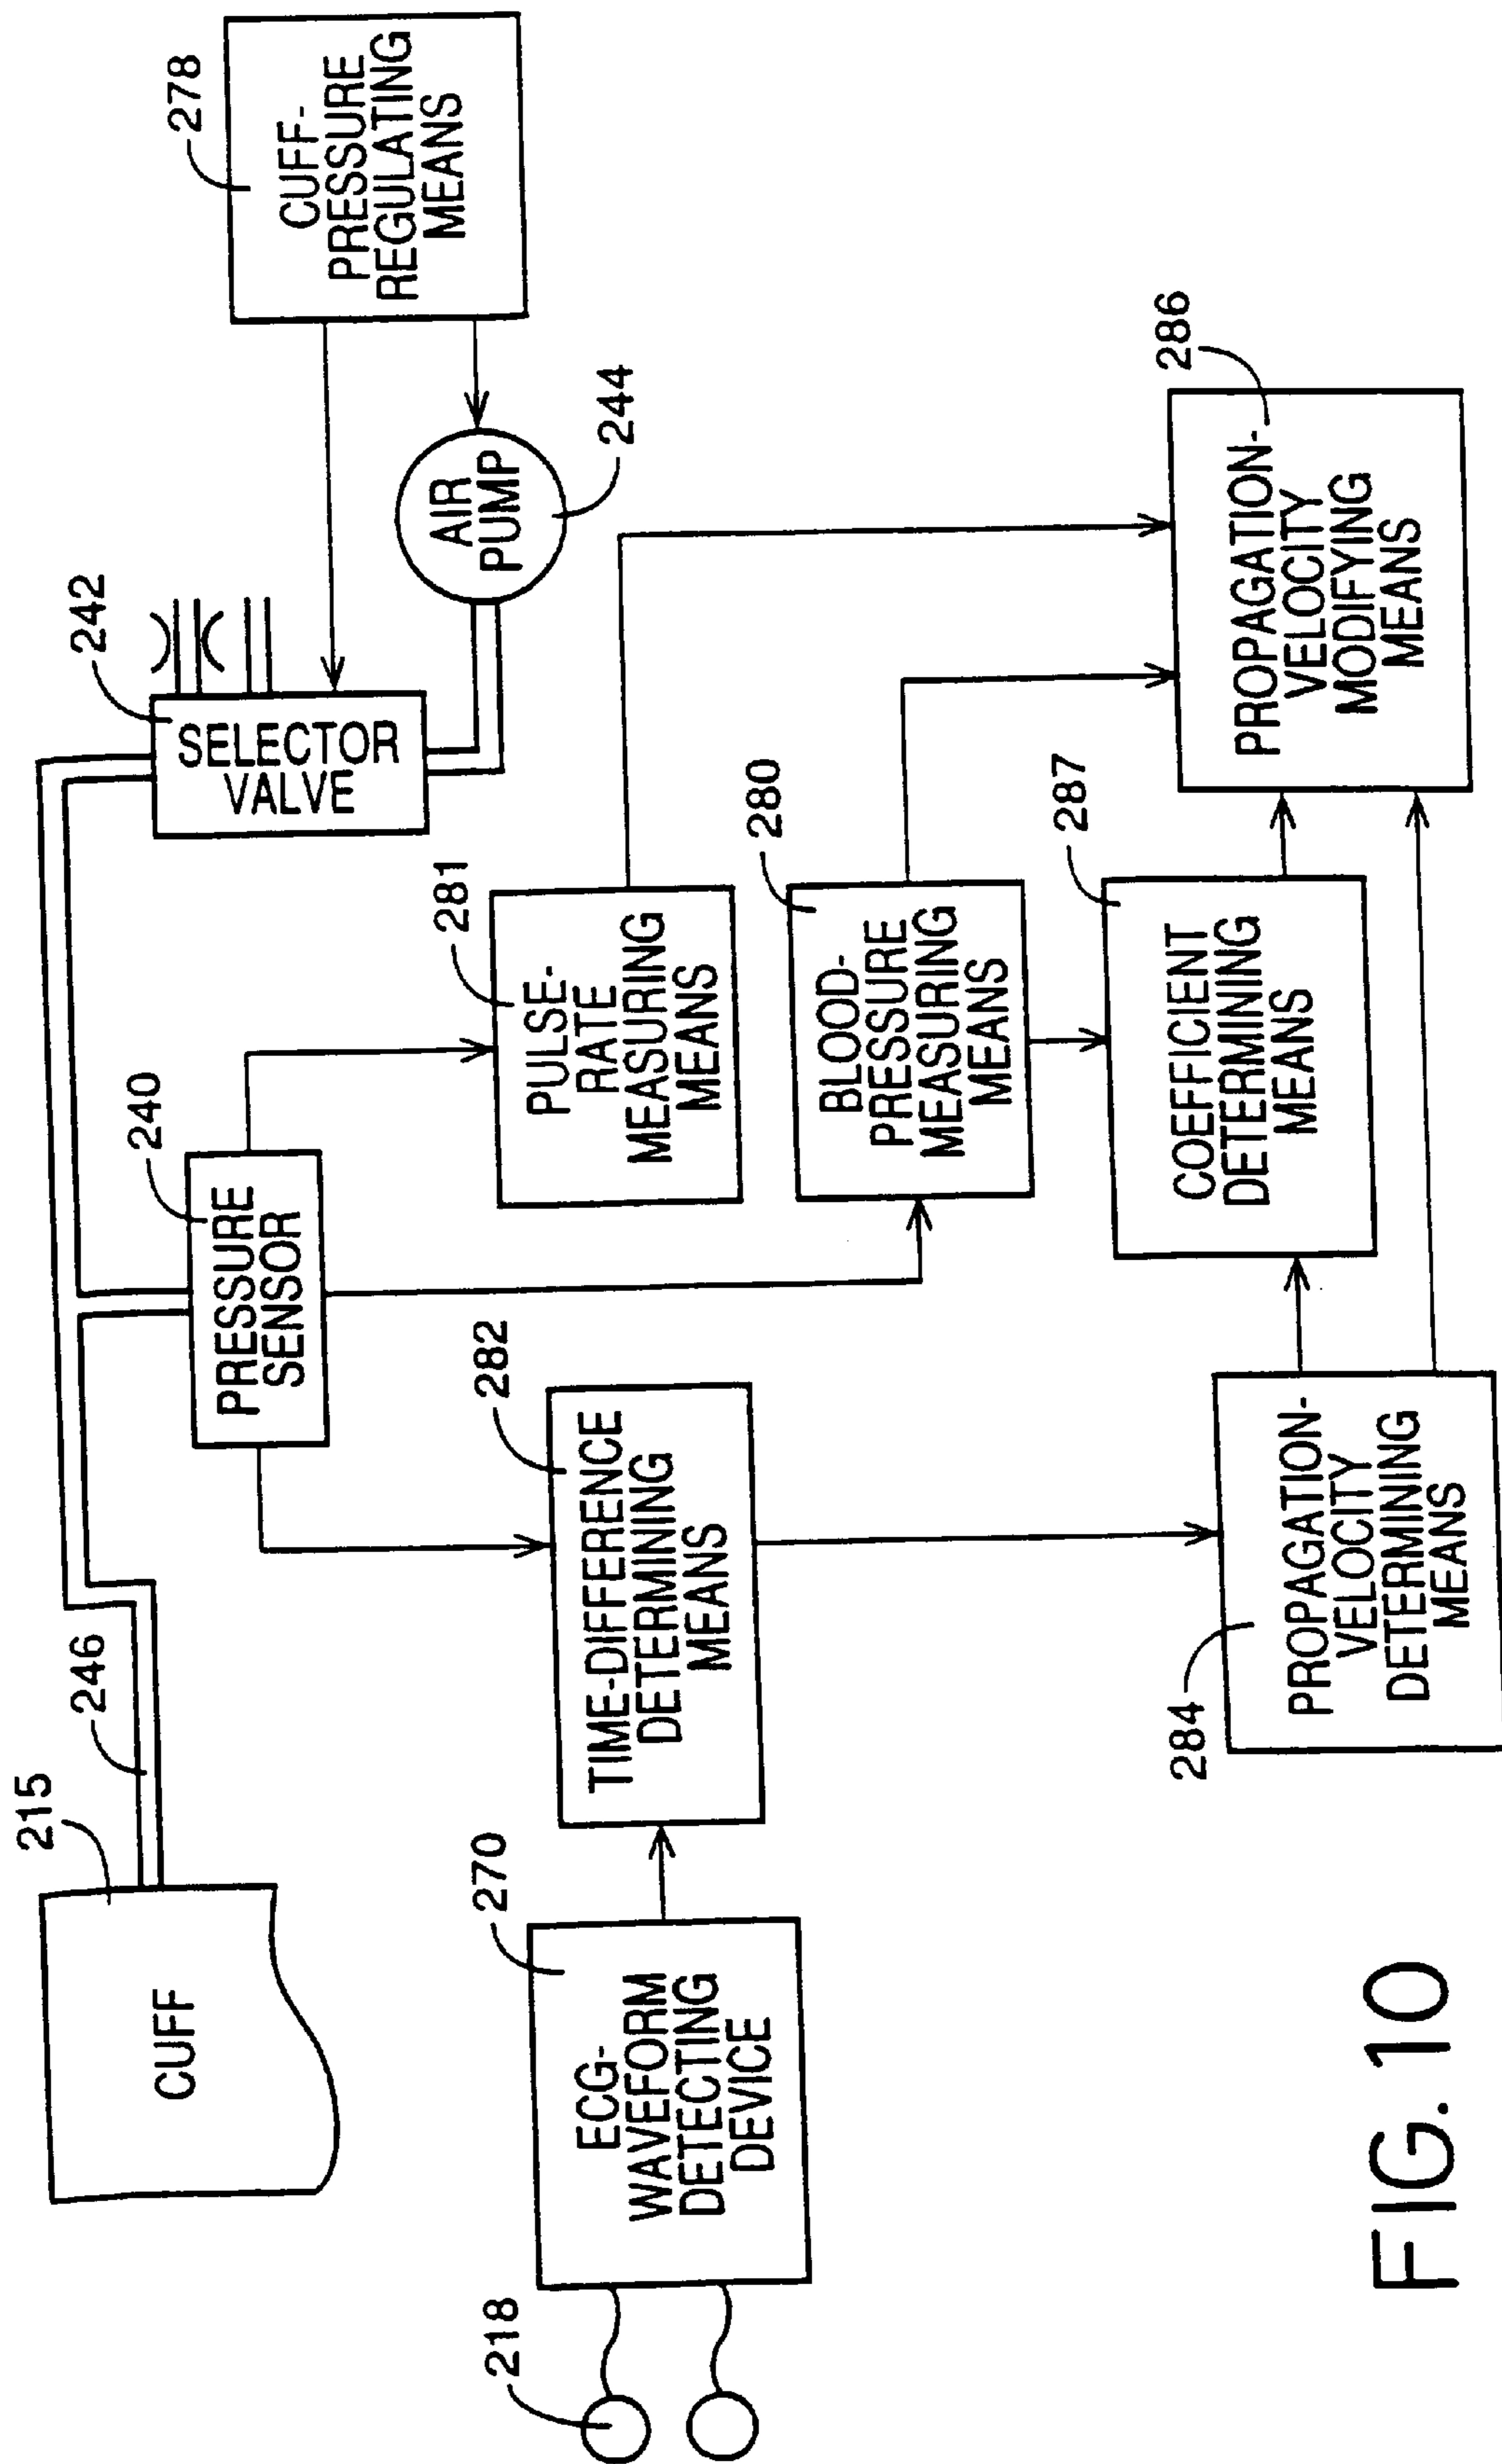 215
CUFF
246
240
PRESSURE
SENSOR
242
SELECTOR
VALVE
278
CUFF-
PRESSURE
REGULATING
MEANS
AIR
PUMP
244
218
270
ECG-
WAVEFORM
DETECTING
DEVICE
282
TIME-DIFFERENCE
DETERMINING
MEANS
281
PULSE-
RATE
MEASURING
MEANS
280
BLOOD-
PRESSURE
MEASURING
MEANS
287
COEFFICIENT
DETERMINING
MEANS
286
PROPAGATION-
VELOCITY
MODIFYING
MEANS
284
PROPAGATION-
VELOCITY
DETERMINING
MEANS
FIG. 10